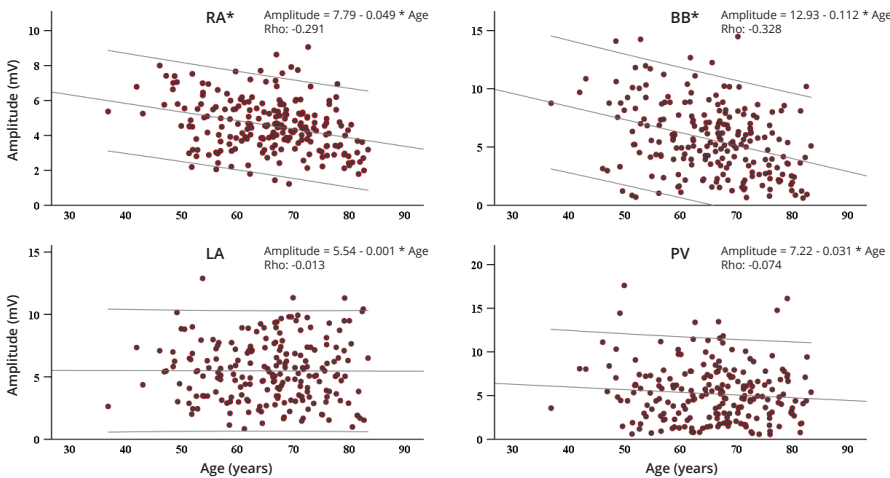 RA*
Amplitude = 7.79 - 0.049 * Age
Rho: -0.291
Amplitude (mV)
10
8
6
4
2
0
30 40 50 60 70 80 90
BB*
Amplitude = 12.93 - 0.112 * Age
Rho: -0.328
15
10
5
0
30 40 50 60 70 80 90
LA
Amplitude = 5.54 - 0.001 * Age
Rho: -0.013
Amplitude (mV)
15
10
5
0
30 40 50 60 70 80 90
Age (years)
PV
Amplitude = 7.22 - 0.031 * Age
Rho: -0.074
20
15
10
5
0
30 40 50 60 70 80 90
Age (years)